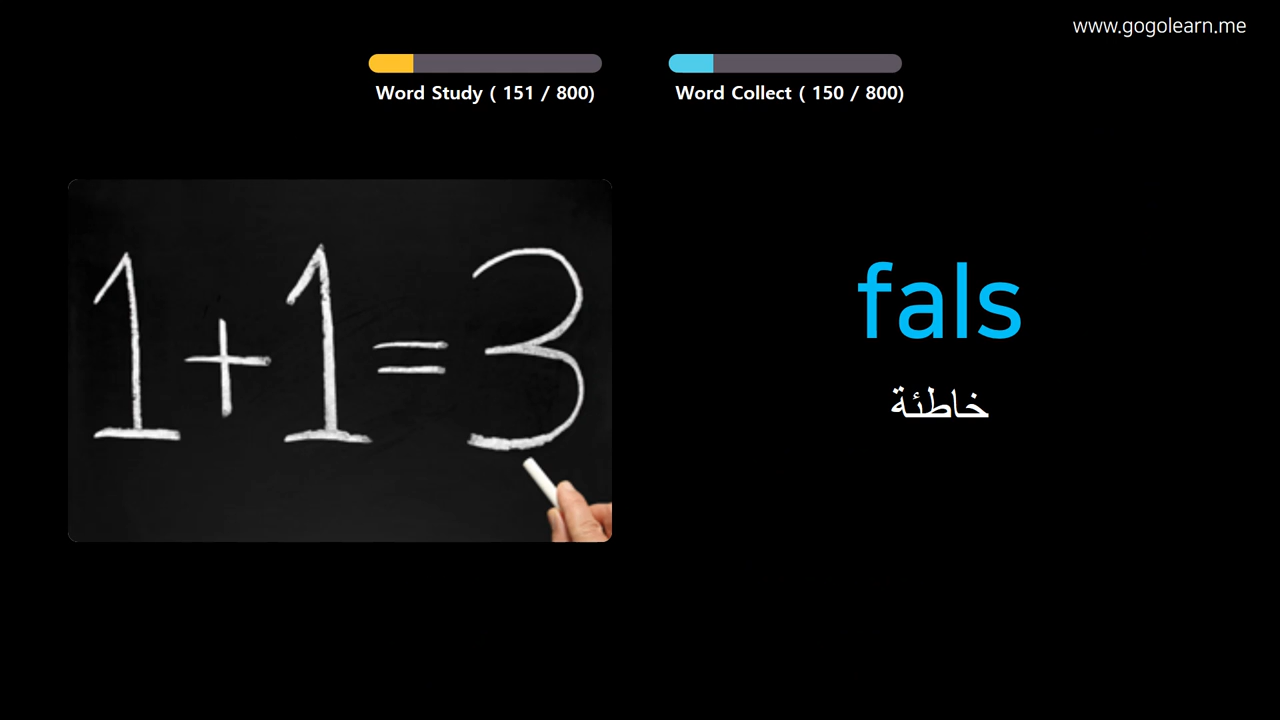 www.gogolearn.me
Word Study ( 151 / 800)
Word Collect ( 150 / 800)
1+1=3
fals
خاطئة